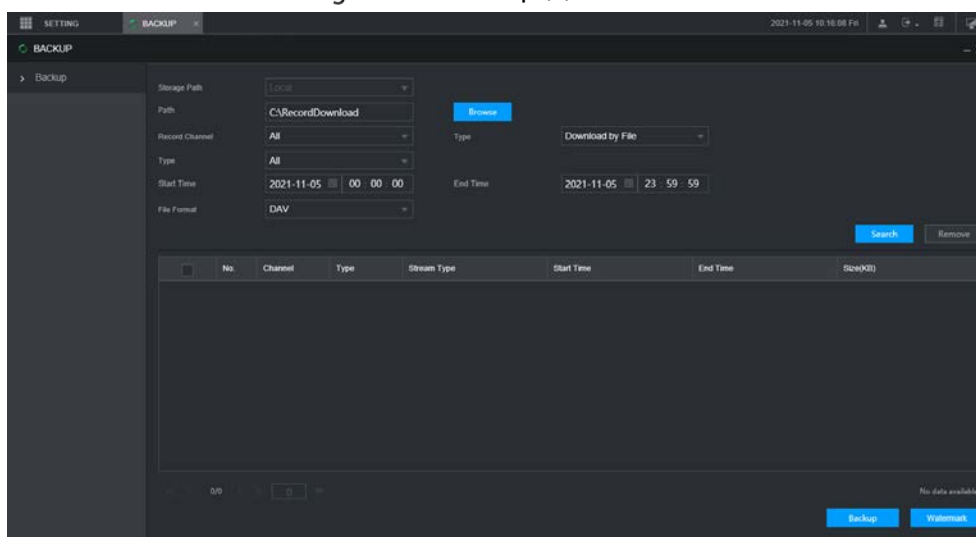 SETTING BACKUP × 2021-11-05 10:16:08 Fri
BACKUP
Backup
Storage Path Local
Path C:\RecordDownload Browse
Record Channel All Type Download by File
Type All
Start Time 2021-11-05 00 : 00 : 00 End Time 2021-11-05 23 : 59 : 59
File Format DAV
Search Remove
No. Channel Type Stream Type Start Time End Time Size(KB)
0/0 0
No data available
Backup Watermark